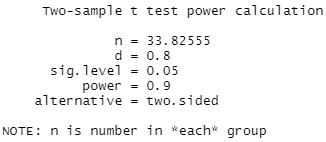 Two-sample t test power calculation
n = 33.82555
d = 0.8
sig.level = 0.05
power = 0.9
alternative = two.sided
NOTE: n is number in *each* group